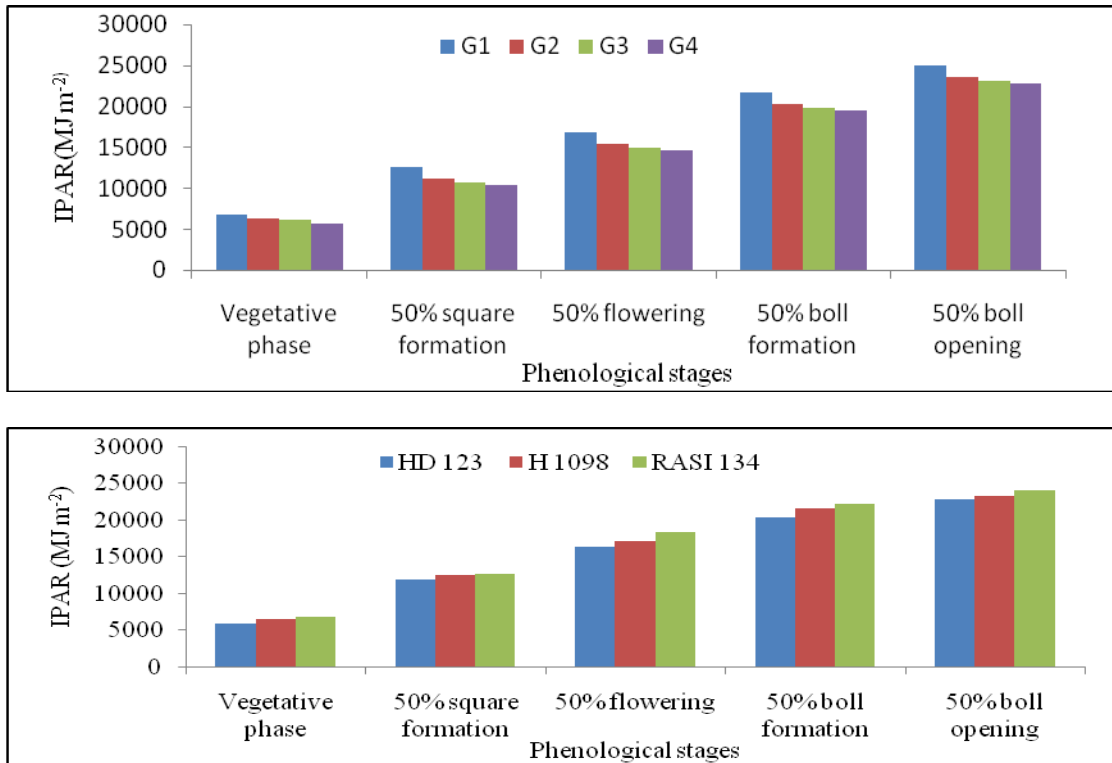 30000
25000
20000
15000
10000
5000
0
IPAR(MJ m-2)
G1 G2 G3 G4
Vegetative phase
50% square formation
50% flowering
50% boll formation
50% boll opening
Phenological stages
30000
25000
20000
15000
10000
5000
0
IPAR (MJ m-2)
HD 123 H 1098 RASI 134
Vegetative phase
50% square formation
50% flowering
50% boll formation
50% boll opening
Phenological stages